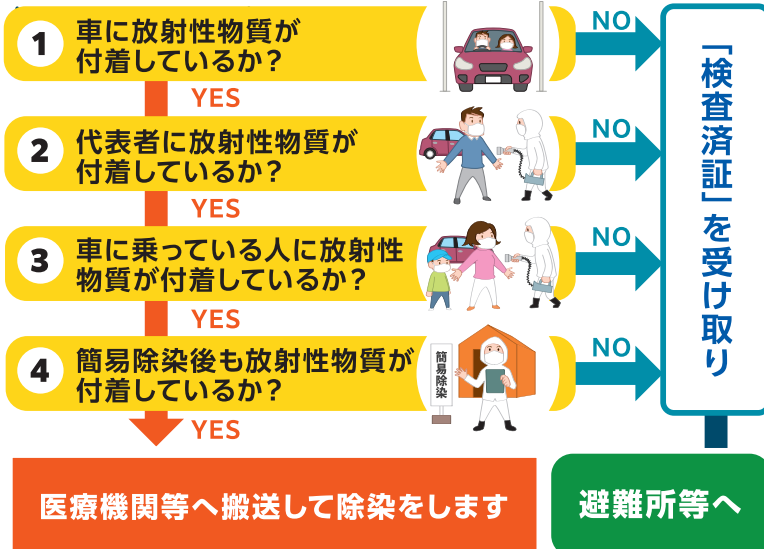 1
車に放射性物質が
付着しているか？
NO
YES
2
代表者に放射性物質が
付着しているか？
NO
YES
3
車に乗っている人に放射性
物質が付着しているか？
NO
YES
4
簡易除染後も放射性物質が
付着しているか？
簡易除染
NO
YES
「検査済証」を受け取り
医療機関等へ搬送して除染をします
避難所等へ